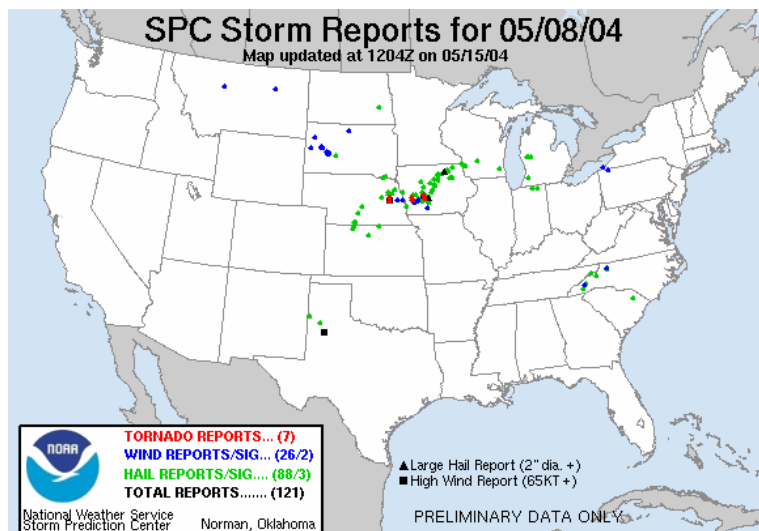 SPC Storm Reports for 05/08/04
Map updated at 1204Z on 05/15/04
NOAA
TORNADO REPORTS... (7)
WIND REPORTS/SIG... (26/2)
HAIL REPORTS/SIG.... (88/3)
TOTAL REPORTS....... (121)
National Weather Service
Storm Prediction Center Norman, Oklahoma
Large Hail Report (2" dia. +)
High Wind Report (65KT +)
PRELIMINARY DATA ONLY